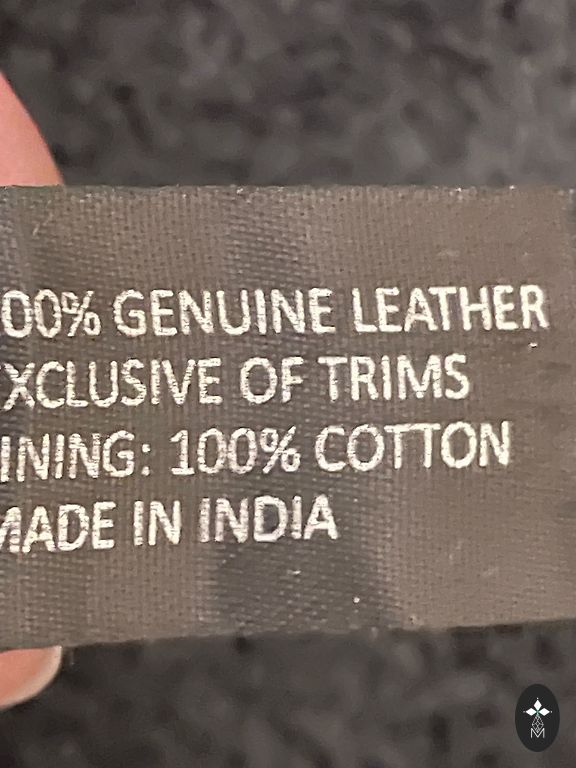 00% GENUINE LEATHER
XCLUSIVE OF TRIMS
INING: 100% COTTON
MADE IN INDIA
M